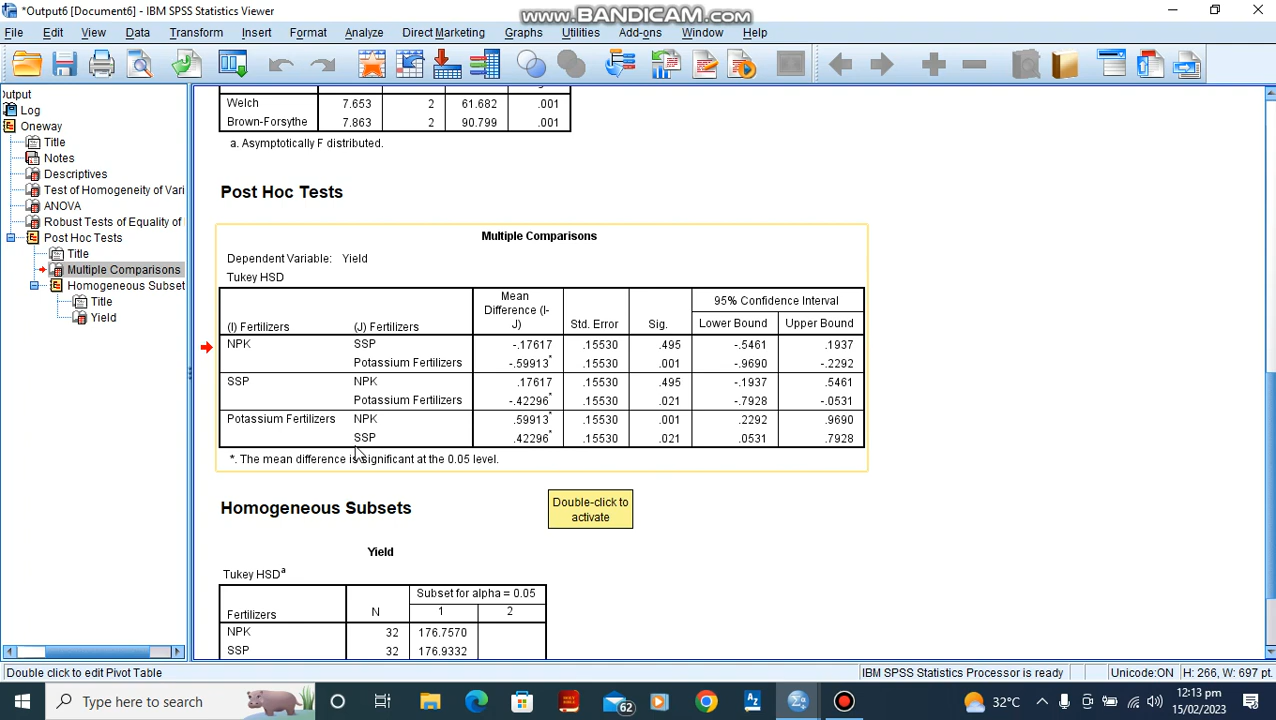 *Output6 [Document6] - IBM SPSS Statistics Viewer
www.BANDICAM.com
File Edit View Data Transform Insert Format Analyze Direct Marketing Graphs Utilities Add-ons Window Help
utput
Log
Oneway
Title
Notes
Descriptives
Test of Homogeneity of Vari
ANOVA
Robust Tests of Equality of
Post Hoc Tests
Title
Multiple Comparisons
Homogeneous Subset
Title
Yield
Welch 7.653 2 61.682 .001
Brown-Forsythe 7.863 2 90.799 .001
a. Asymptotically F distributed.
Post Hoc Tests
Multiple Comparisons
Dependent Variable: Yield
Tukey HSD
(I) Fertilizers (J) Fertilizers Mean Difference (I-J) Std. Error Sig. 95% Confidence Interval
Lower Bound Upper Bound
NPK SSP -.17617 .15530 .495 -.5461 .1937
Potassium Fertilizers -.59913* .15530 .001 -.9690 -.2292
SSP NPK .17617 .15530 .495 -.1937 .5461
Potassium Fertilizers -.42296* .15530 .021 -.7928 -.0531
Potassium Fertilizers NPK .59913* .15530 .001 .2292 .9690
SSP .42296* .15530 .021 .0531 .7928
*. The mean difference is significant at the 0.05 level.
Homogeneous Subsets
Double-click to
activate
Yield
Tukey HSDa
Fertilizers N Subset for alpha = 0.05
1 2
NPK 32 176.7570
SSP 32 176.9332
Double click to edit Pivot Table
IBM SPSS Statistics Processor is ready
Unicode:ON H: 266, W: 697 pt.
Type here to search
62
32°C
12:13 pm
15/02/2023